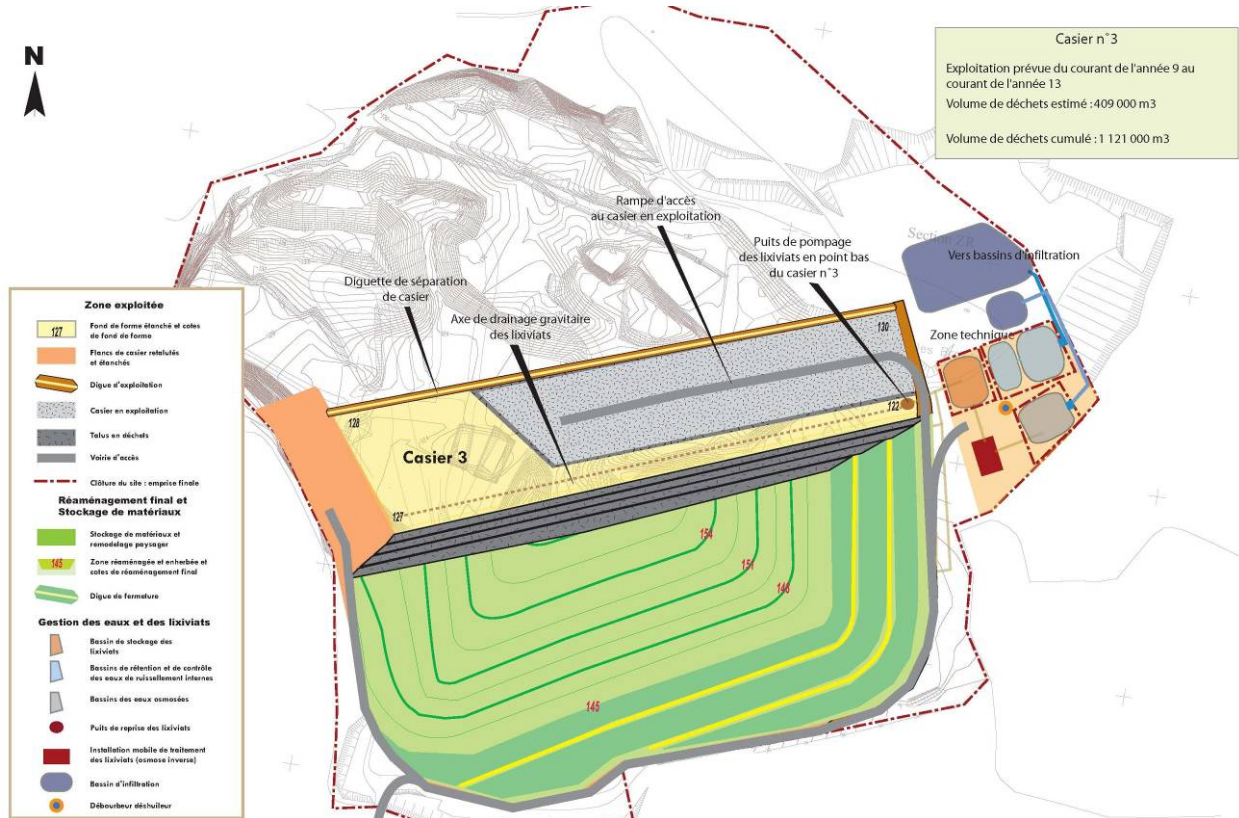 N
Casier n°3
Exploitation prévue du courant de l'année 9 au
courant de l'année 13
Volume de déchets estimé : 409 000 m3
Volume de déchets cumulé : 1 121 000 m3
Rampe d'accès
au casier en exploitation
Puits de pompage
des lixiviats en point bas
du casier n°3
Section ZR
Vers bassins d'infiltration
Diguette de séparation
de casier
Axe de drainage gravitaire
des lixiviats
Zone technique
130
122
128
Casier 3
127
154
151
148
145
Zone exploitée
127
Fond de forme étanché et cotes
de fond de forme
Flancs de casier retalutés
et étanchés
Digue d'exploitation
Casier en exploitation
Talus en déchets
Voirie d'accès
Clôture du site : emprise finale
Réaménagement final et
Stockage de matériaux
Stockage de matériaux et
remodelage paysager
145
Zone réaménagée et enherbée et
cotes de réaménagement final
Digue de fermeture
Gestion des eaux et des lixiviats
Bassin de stockage des
lixiviats
Bassins de rétention et de contrôle
des eaux de ruissellement internes
Bassins des eaux osmosées
Puits de reprise des lixiviats
Installation mobile de traitement
des lixiviats (osmose inverse)
Bassin d'infiltration
Débourbeur déshuileur